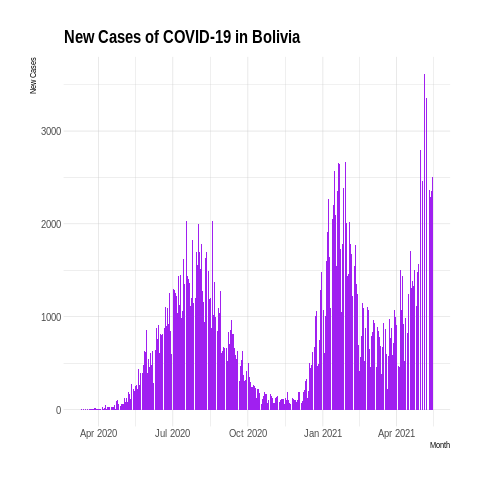 New Cases of COVID-19 in Bolivia
New Cases
3000
2000
1000
0
Apr 2020 Jul 2020 Oct 2020 Jan 2021 Apr 2021
Month